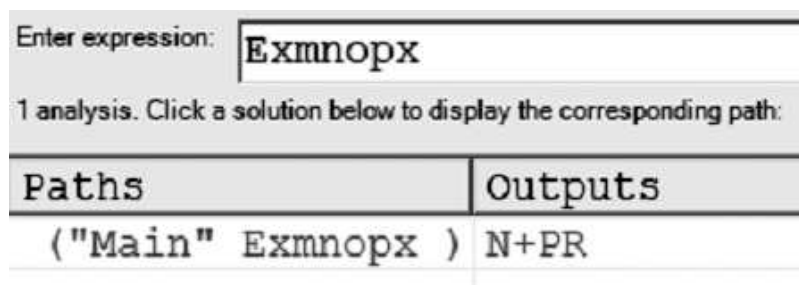 Enter expression: Exmnopx
1 analysis. Click a solution below to display the corresponding path:
Paths Outputs
("Main" Exmnopx ) N+PR